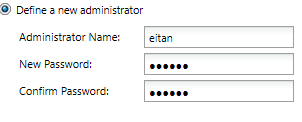 Define a new administrator
Administrator Name: eitan
New Password: ●●●●●●
Confirm Password: ●●●●●●